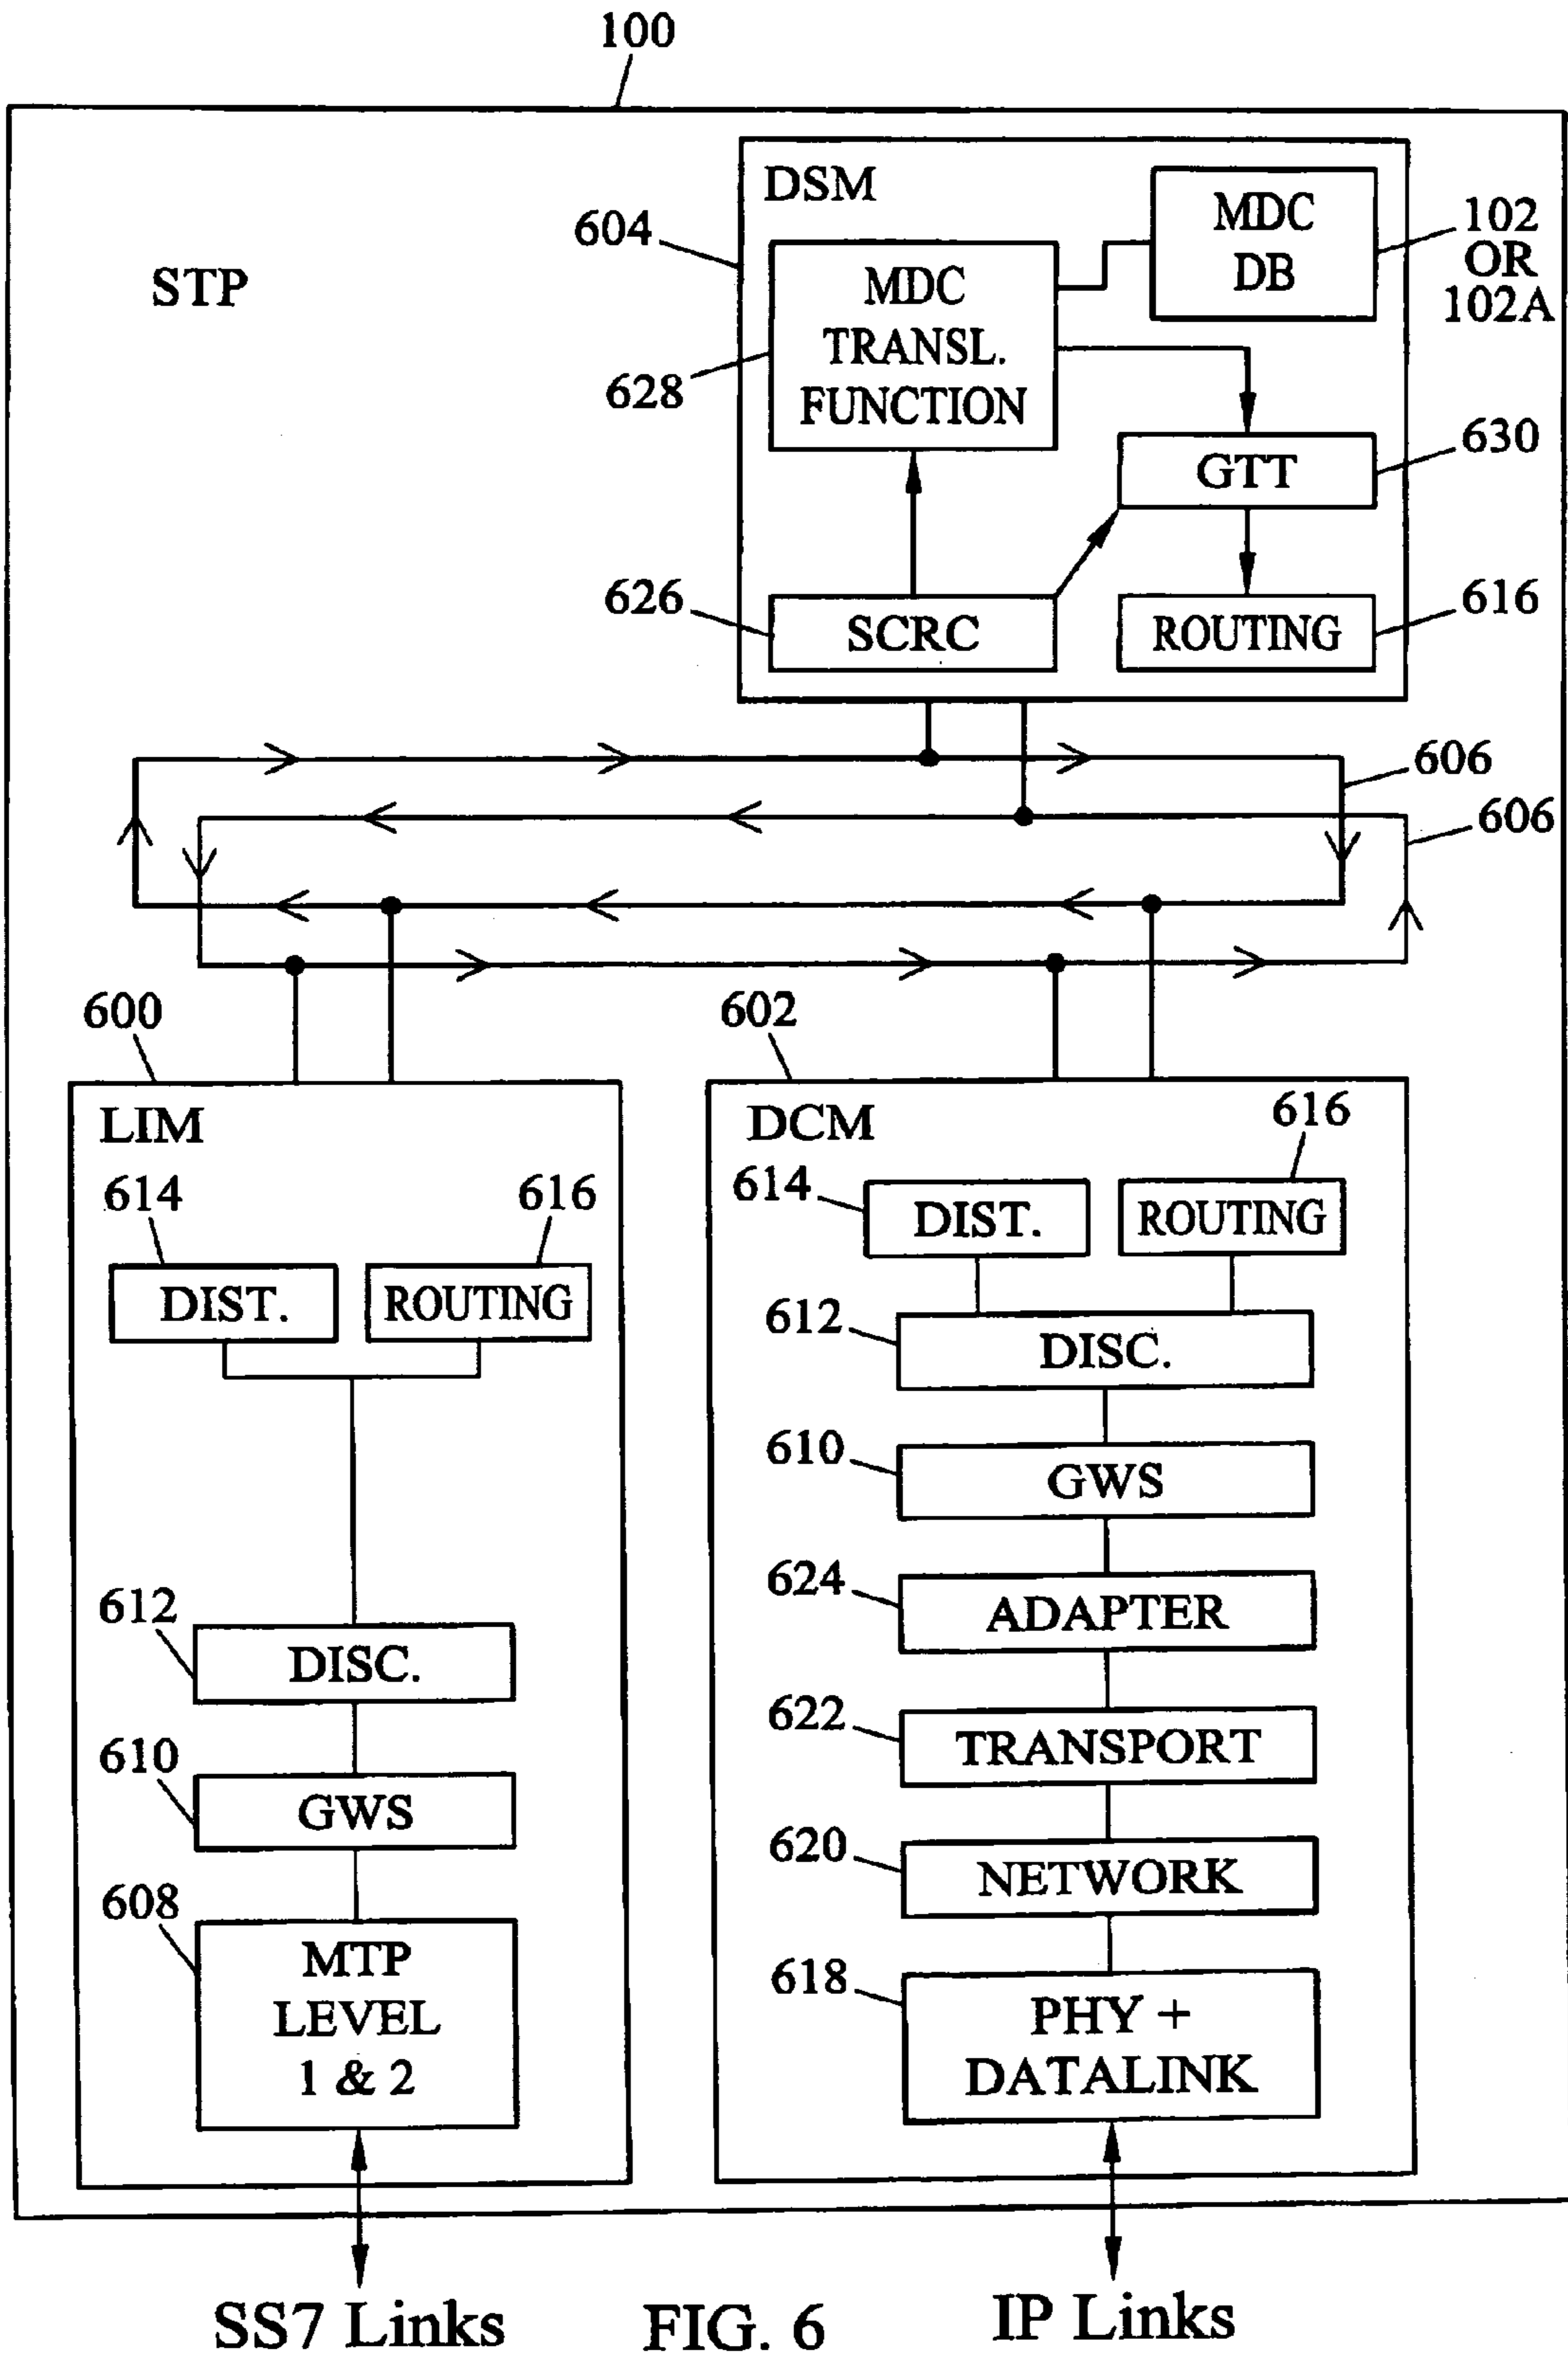 100
STP
DSM
604
MDC
TRANSL.
FUNCTION
628
MDC
DB
102
OR
102A
GTT
630
626
SCRC
ROUTING
616
606
606
600
LIM
614
DIST.
616
ROUTING
612
DISC.
610
GWS
608
MTP
LEVEL
1 & 2
602
DCM
614
DIST.
616
ROUTING
612
DISC.
610
GWS
624
ADAPTER
622
TRANSPORT
620
NETWORK
618
PHY +
DATALINK
SS7 Links
FIG. 6
IP Links